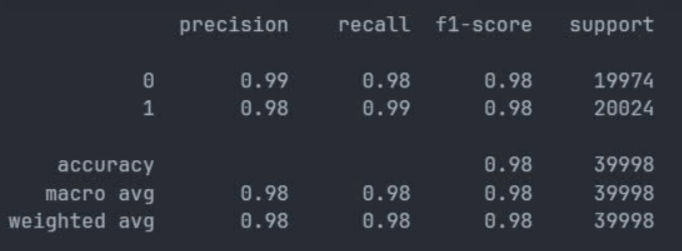 precision recall f1-score support
0 0.99 0.98 0.98 19974
1 0.98 0.99 0.98 20024
accuracy 0.98 39998
macro avg 0.98 0.98 0.98 39998
weighted avg 0.98 0.98 0.98 39998